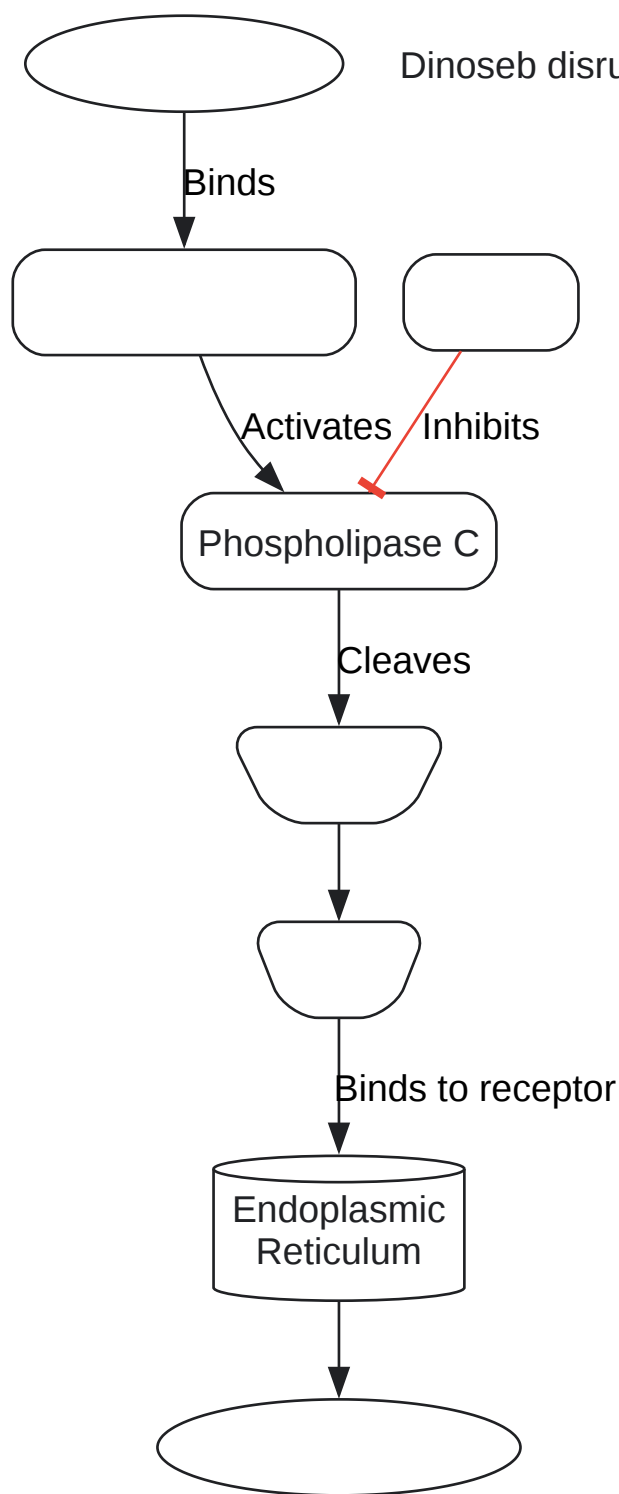 Dinoseb disru
Binds
Activates
Inhibits
Phospholipase C
Cleaves
Binds to receptor
Endoplasmic
Reticulum